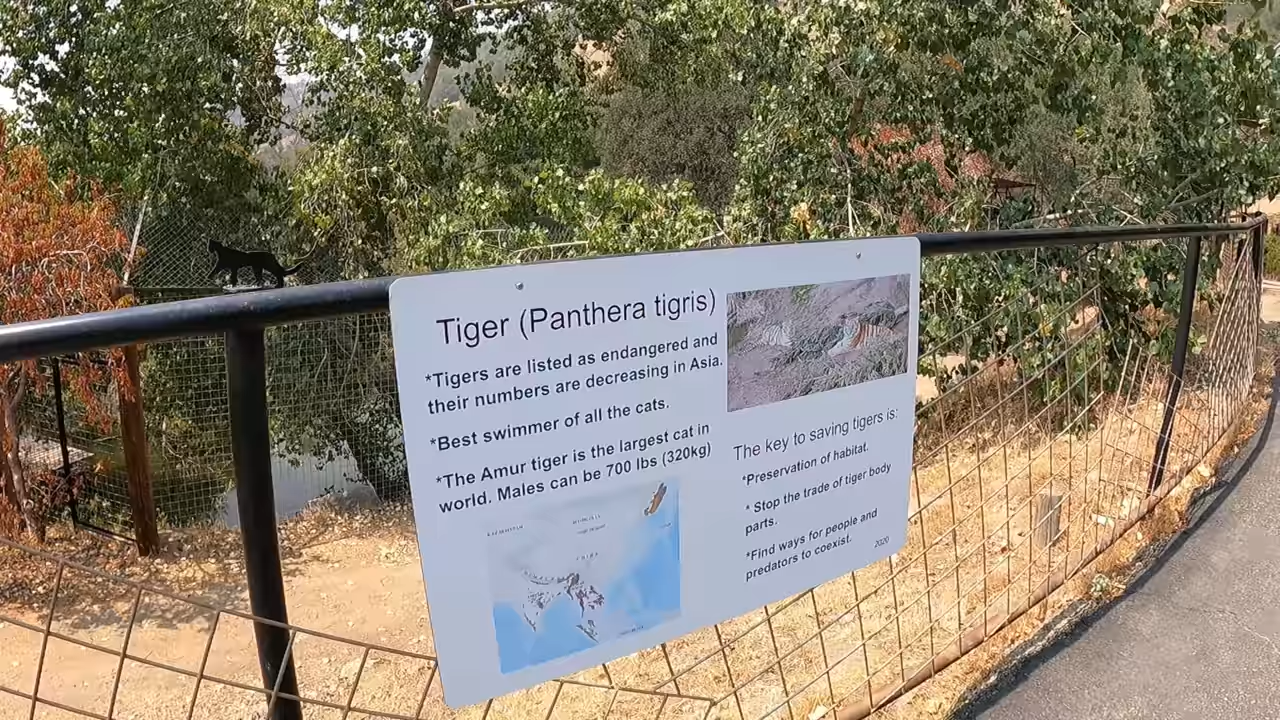 Tiger (Panthera tigris)
*Tigers are listed as endangered and
their numbers are decreasing in Asia.
*Best swimmer of all the cats.
*The Amur tiger is the largest cat in
world. Males can be 700 lbs (320kg)
The key to saving tigers is:
*Preservation of habitat.
* Stop the trade of tiger body
parts.
*Find ways for people and
predators to coexist.
2020